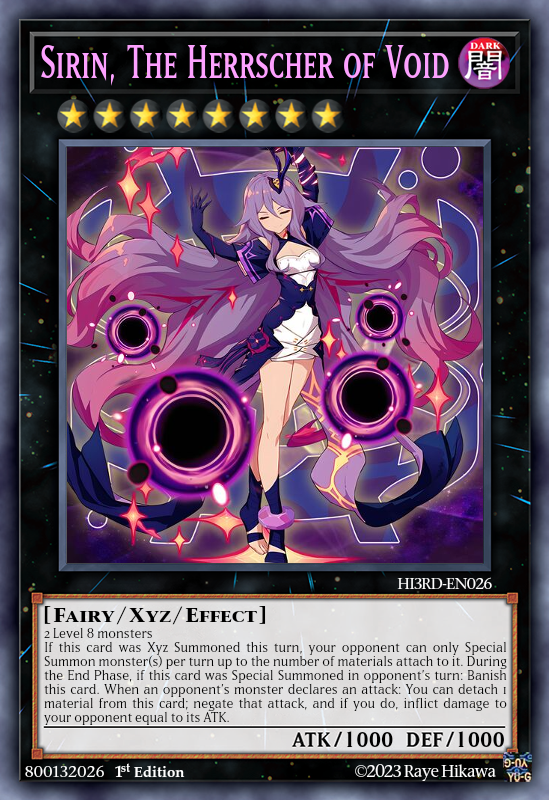 Sirin, The Herrscher of Void
DARK
闇
HI3RD-EN026
[Fairy/Xyz/Effect]
2 Level 8 monsters
If this card was Xyz Summoned this turn, your opponent can only Special
Summon monster(s) per turn up to the number of materials attach to it. During
the End Phase, if this card was Special Summoned in opponent's turn: Banish
this card. When an opponent's monster declares an attack: You can detach 1
material from this card; negate that attack, and if you do, inflict damage to
your opponent equal to its ATK.
ATK/1000 DEF/1000
800132026 1st Edition ©2023 Raye Hikawa
YU-G